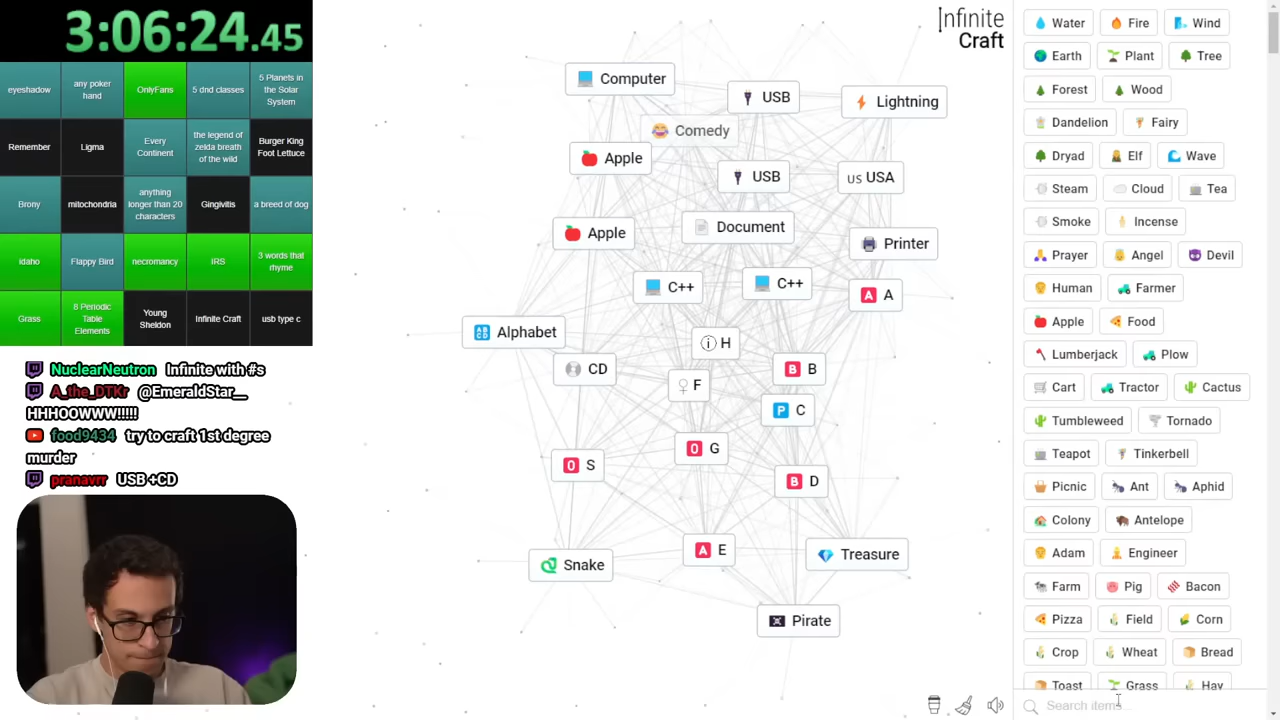 3:06:24.45
eyeshadow
any poker
hand
OnlyFans
5 dnd classes
5 Planets in
the Solar
System
Remember
Ligma
Every
Continent
the legend of
zelda breath
of the wild
Burger King
Foot Lettuce
Brony
mitochondria
anything
longer than 20
characters
Gingivitis
a breed of dog
idaho
Flappy Bird
necromancy
IRS
3 words that
rhyme
Grass
8 Periodic
Table
Elements
Young
Sheldon
Infinite Craft
usb type c
NuclearNeutron Infinite with #s
A_the_DTKr @EmeraldStar__
HHHOOWWW!!!!!
food9434 try to craft 1st degree
murder
pranavrr USB +CD
Infinite
Craft
Computer
USB
Lightning
Comedy
Apple
USB
US USA
Apple
Document
Printer
C++
C++
A A
Alphabet
H
CD
F
B B
P C
O G
O S
B D
A E
Snake
Treasure
Pirate
Water
Fire
Wind
Earth
Plant
Tree
Forest
Wood
Dandelion
Fairy
Dryad
Elf
Wave
Steam
Cloud
Tea
Smoke
Incense
Prayer
Angel
Devil
Human
Farmer
Apple
Food
Lumberjack
Plow
Cart
Tractor
Cactus
Tumbleweed
Tornado
Teapot
Tinkerbell
Picnic
Ant
Aphid
Colony
Antelope
Adam
Engineer
Farm
Pig
Bacon
Pizza
Field
Corn
Crop
Wheat
Bread
Toast
Grass
Hay
Search items...